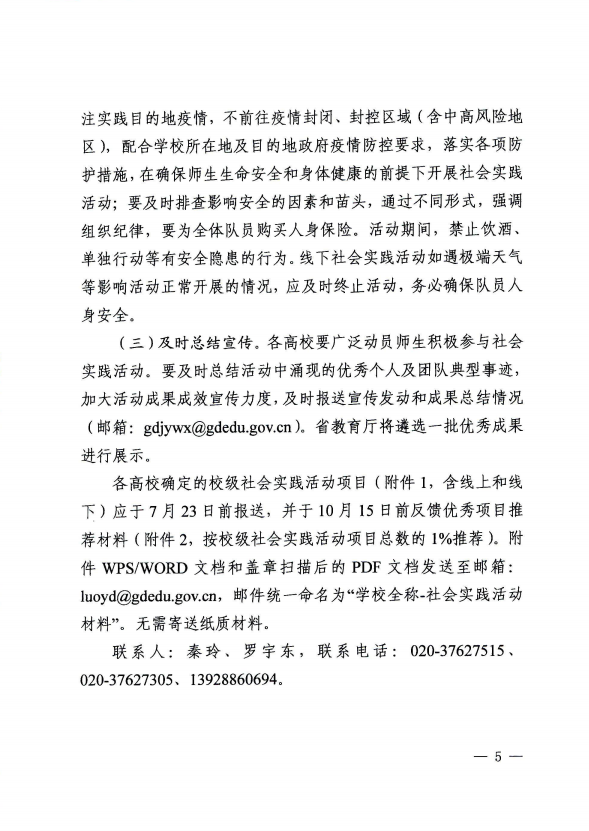 注实践目的地疫情，不前往疫情封闭、封控区域（含中高风险地
区），配合学校所在地及目的地政府疫情防控要求，落实各项防
护措施，在确保师生生命安全和身体健康的前提下开展社会实践
活动；要及时排查影响安全的因素和苗头，通过不同形式，强调
组织纪律，要为全体队员购买人身保险。活动期间，禁止饮酒、
单独行动等有安全隐患的行为。线下社会实践活动如遇极端天气
等影响活动正常开展的情况，应及时终止活动，务必确保队员人
身安全。
（三）及时总结宣传。各高校要广泛动员师生积极参与社会
实践活动。要及时总结活动中涌现的优秀个人及团队典型事迹，
加大活动成果成效宣传力度，及时报送宣传发动和成果总结情况
（邮箱：gdjywx@gdedu.gov.cn）。省教育厅将遴选一批优秀成果
进行展示。
各高校确定的校级社会实践活动项目（附件 1，含线上和线
下）应于 7 月 23 日前报送，并于 10 月 15 日前反馈优秀项目推
荐材料（附件 2，按校级社会实践活动项目总数的 1%推荐）。附
件 WPS/WORD 文档和盖章扫描后的 PDF 文档发送至邮箱：
luoyd@gdedu.gov.cn，邮件统一命名为“学校全称-社会实践活动
材料”。无需寄送纸质材料。
联系人：秦玲、罗宇东，联系电话：020-37627515、
020-37627305、13928860694。
— 5 —